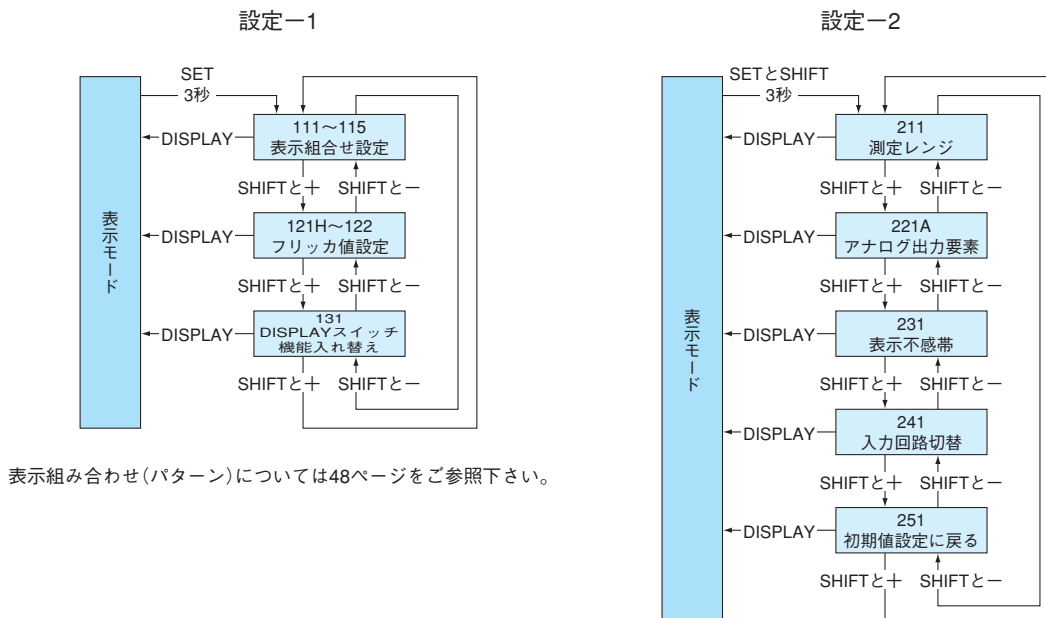 設定ー1
SET
3秒
表示モード
DISPLAY
111～115
表示組合せ設定
SHIFTと＋ SHIFTとー
DISPLAY
121H～122
フリッカ値設定
SHIFTと＋ SHIFTとー
DISPLAY
131
DISPLAYスイッチ
機能入れ替え
SHIFTと＋ SHIFTとー
表示組み合わせ(パターン)については48ページをご参照下さい。
設定ー2
SETとSHIFT
3秒
表示モード
DISPLAY
211
測定レンジ
SHIFTと＋ SHIFTとー
DISPLAY
221A
アナログ出力要素
SHIFTと＋ SHIFTとー
DISPLAY
231
表示不感帯
SHIFTと＋ SHIFTとー
DISPLAY
241
入力回路切替
SHIFTと＋ SHIFTとー
DISPLAY
251
初期値設定に戻る
SHIFTと＋ SHIFTとー